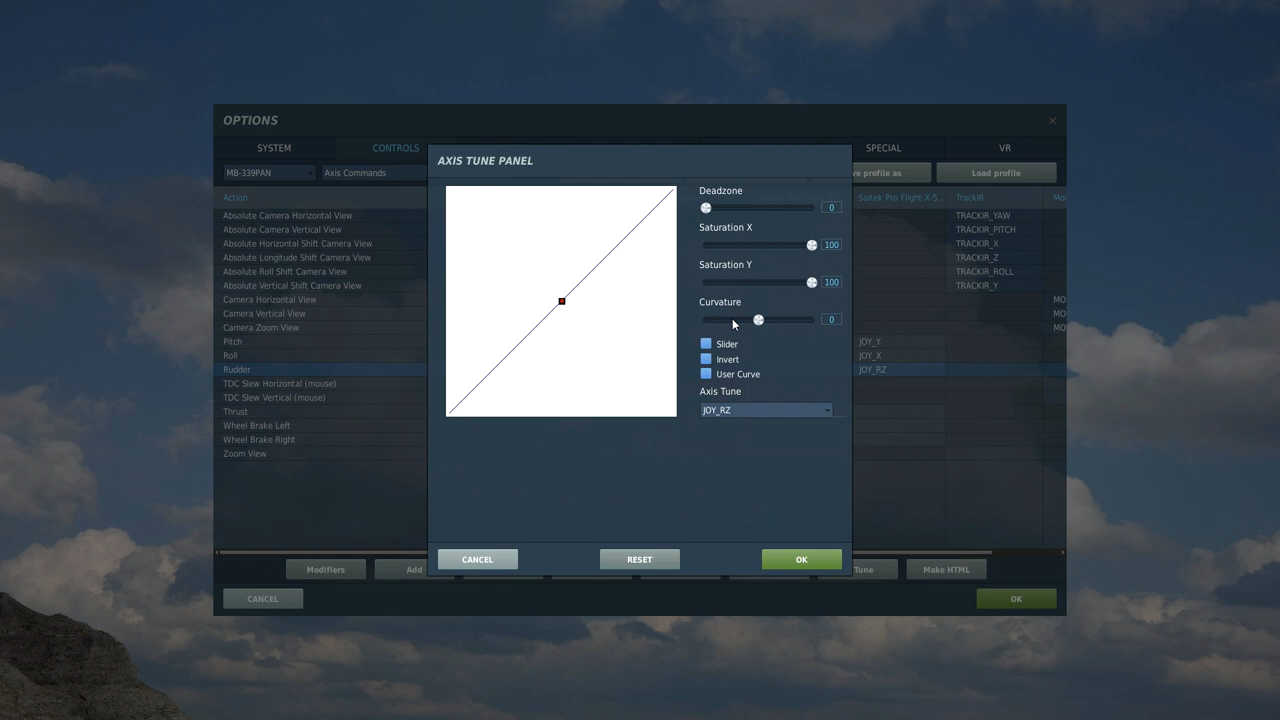 OPTIONS
SYSTEM
CONTROLS
SPECIAL
VR
MB-339PAN
Axis Commands
ve profile as
Load profile
AXIS TUNE PANEL
Action
Saitek Pro Flight X-5...
TrackIR
Absolute Camera Horizontal View
TRACKIR_YAW
Absolute Camera Vertical View
TRACKIR_PITCH
Absolute Horizontal Shift Camera View
TRACKIR_X
Absolute Longitude Shift Camera View
TRACKIR_Z
Absolute Roll Shift Camera View
TRACKIR_ROLL
Absolute Vertical Shift Camera View
TRACKIR_Y
Camera Horizontal View
MO
Camera Vertical View
MO
Camera Zoom View
MO
Pitch
JOY_Y
Roll
JOY_X
Rudder
JOY_RZ
TDC Slew Horizontal (mouse)
TDC Slew Vertical (mouse)
Thrust
Wheel Brake Left
Wheel Brake Right
Zoom View
Deadzone
0
Saturation X
100
Saturation Y
100
Curvature
0
Slider
Invert
User Curve
Axis Tune
JOY_RZ
CANCEL
RESET
OK
Modifiers
Add
Tune
Make HTML
CANCEL
OK